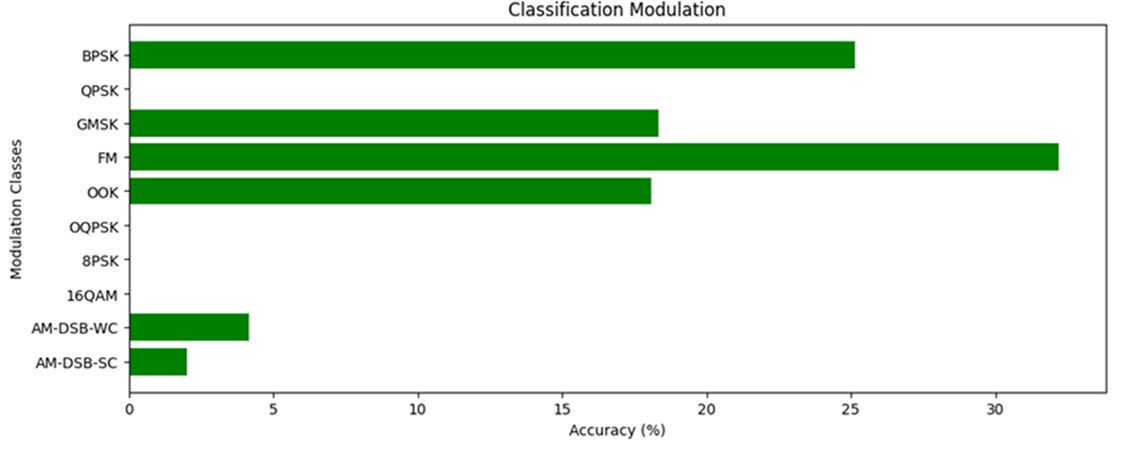 Classification Modulation
Modulation Classes
BPSK
QPSK
GMSK
FM
OOK
OQPSK
8PSK
16QAM
AM-DSB-WC
AM-DSB-SC
0 5 10 15 20 25 30
Accuracy (%)